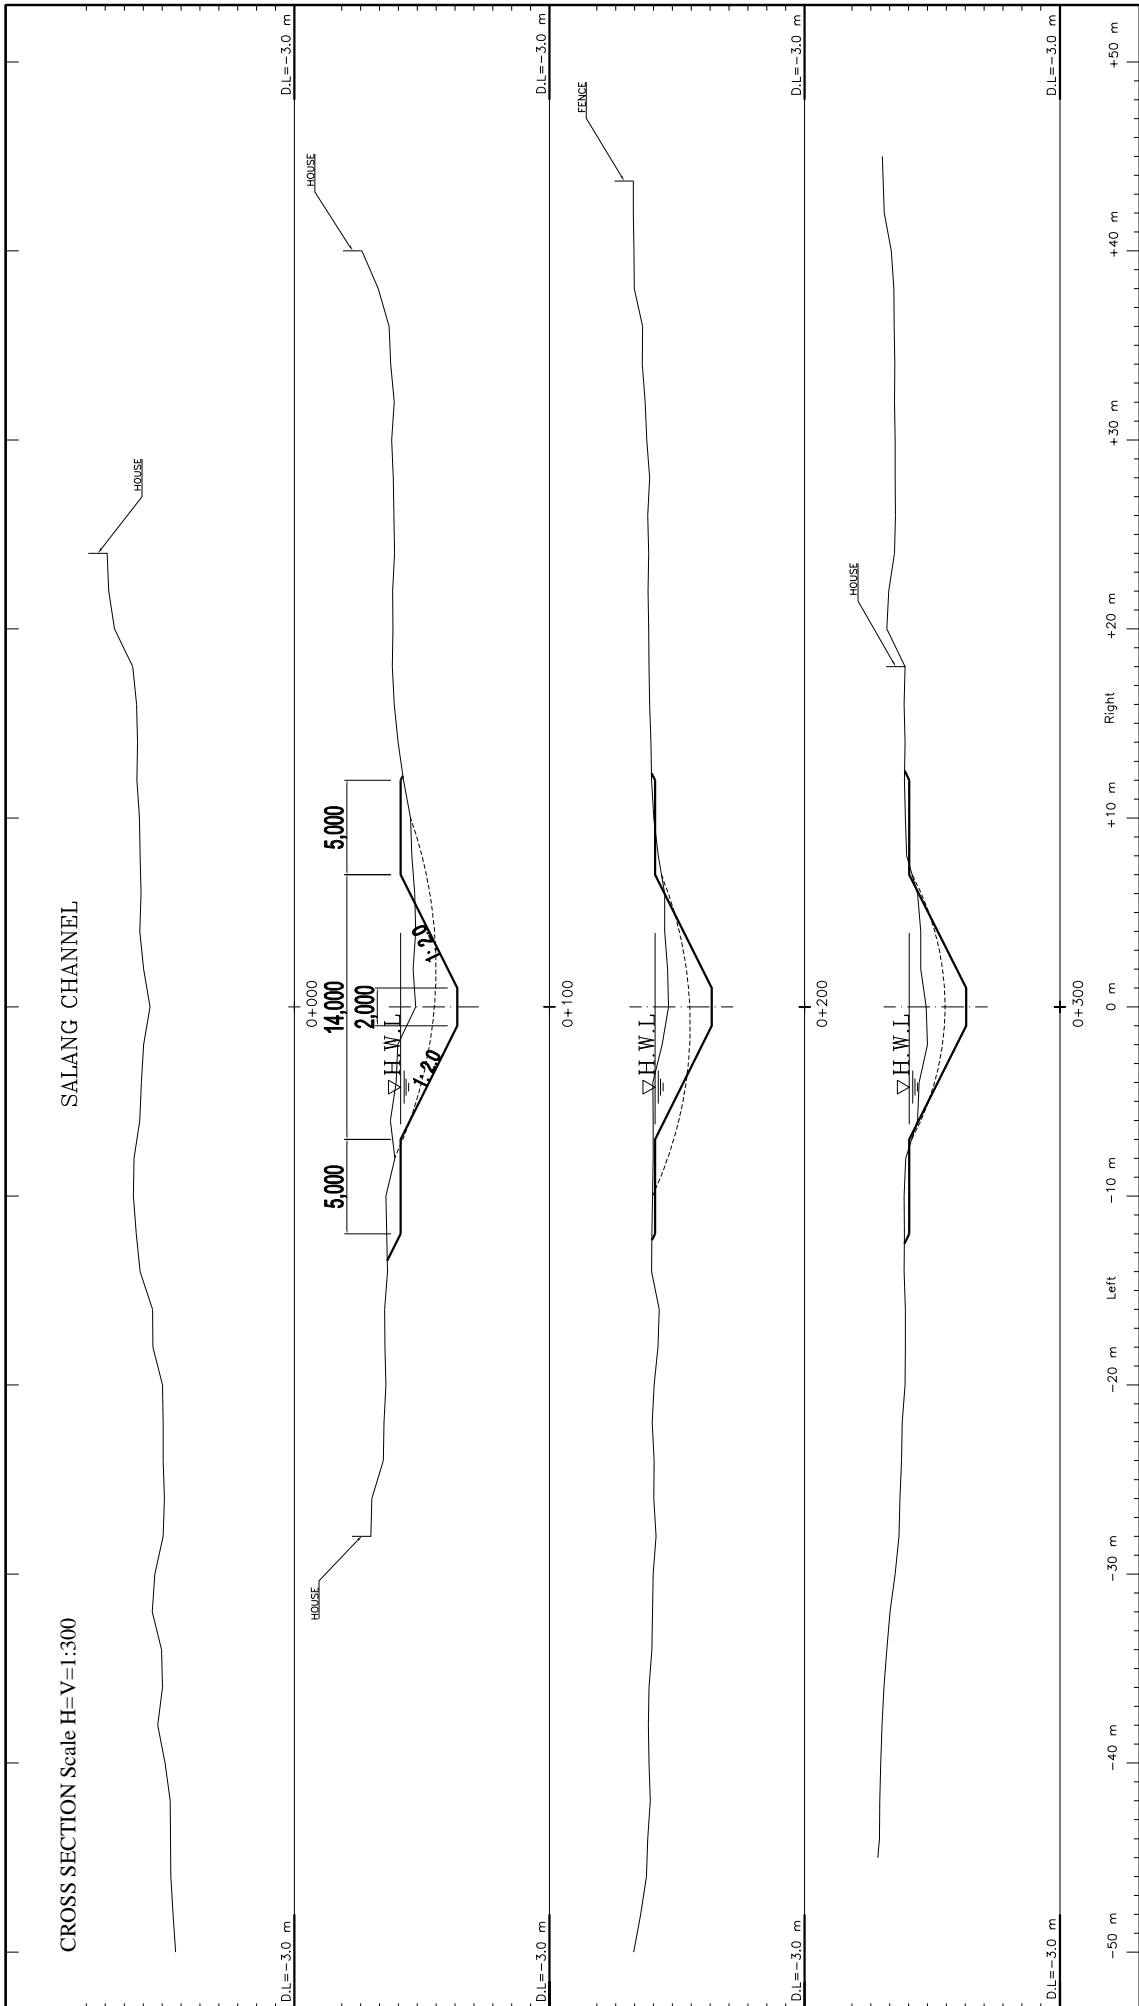 CROSS SECTION Scale H=V=1:300
SALANG CHANNEL
HOUSE
D.L=-3.0 m
0+000
D.L=-3.0 m
HOUSE
HOUSE
5,000
14,000
5,000
2,000
H.W.L
1:2.0
1:2.0
D.L=-3.0 m
0+100
D.L=-3.0 m
FENCE
H.W.L
D.L=-3.0 m
0+200
D.L=-3.0 m
HOUSE
H.W.L
D.L=-3.0 m
0+300
D.L=-3.0 m
-50 m
-40 m
-30 m
-20 m
Left
-10 m
0 m
+10 m
Right
+20 m
+30 m
+40 m
+50 m